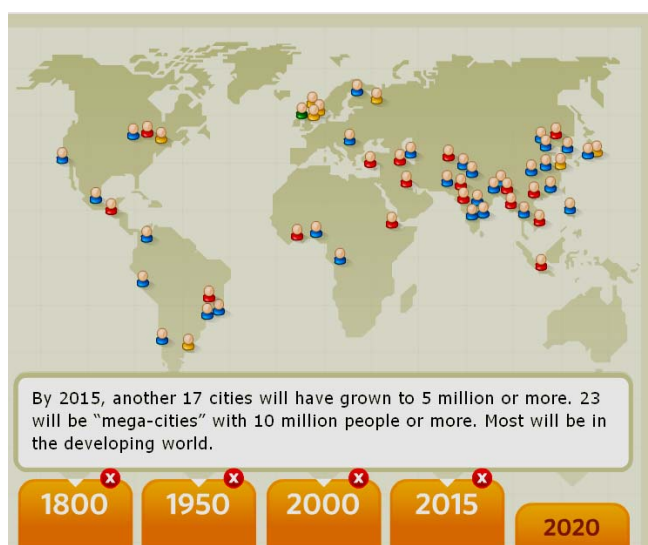 By 2015, another 17 cities will have grown to 5 million or more. 23
will be “mega-cities” with 10 million people or more. Most will be in
the developing world.
X X X X
1800 1950 2000 2015
2020